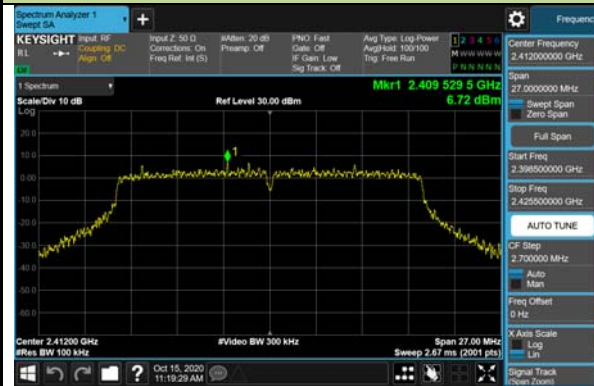 Spectrum Analyzer 1
Swept SA
Frequenc
KEYSIGHT
Input: RF
Coupling: DC
Align: Off
Input Z: 50 Ω
Corrections: On
Freq Ref: Int (S)
#Atten: 20 dB
Preamp: Off
PNO: Fast
Gate: Off
IF Gain: Low
Sig Track: Off
Avg Type: Log-Power
Avg|Hold: 100/100
Trig: Free Run
1 2 3 4 5 6
M W W W W W
P N N N N N
R L
LV
1 Spectrum
Mkr1 2.409 529 5 GHz
Scale/Div 10 dB
Ref Level 30.00 dBm
6.72 dBm
Log
20.0
10.0
1
0.0
-10.0
-20.0
-30.0
-40.0
-50.0
-60.0
Center 2.41200 GHz
#Video BW 300 kHz
Span 27.00 MHz
#Res BW 100 kHz
Sweep 2.67 ms (2001 pts)
Center Frequency
2.412000000 GHz
Span
27.0000000 MHz
Swept Span
Zero Span
Full Span
Start Freq
2.398500000 GHz
Stop Freq
2.425500000 GHz
AUTO TUNE
CF Step
2.700000 MHz
Auto
Man
Freq Offset
0 Hz
X Axis Scale
Log
Lin
Signal Track
(Span Zoom)
Oct 15, 2020
11:19:29 AM